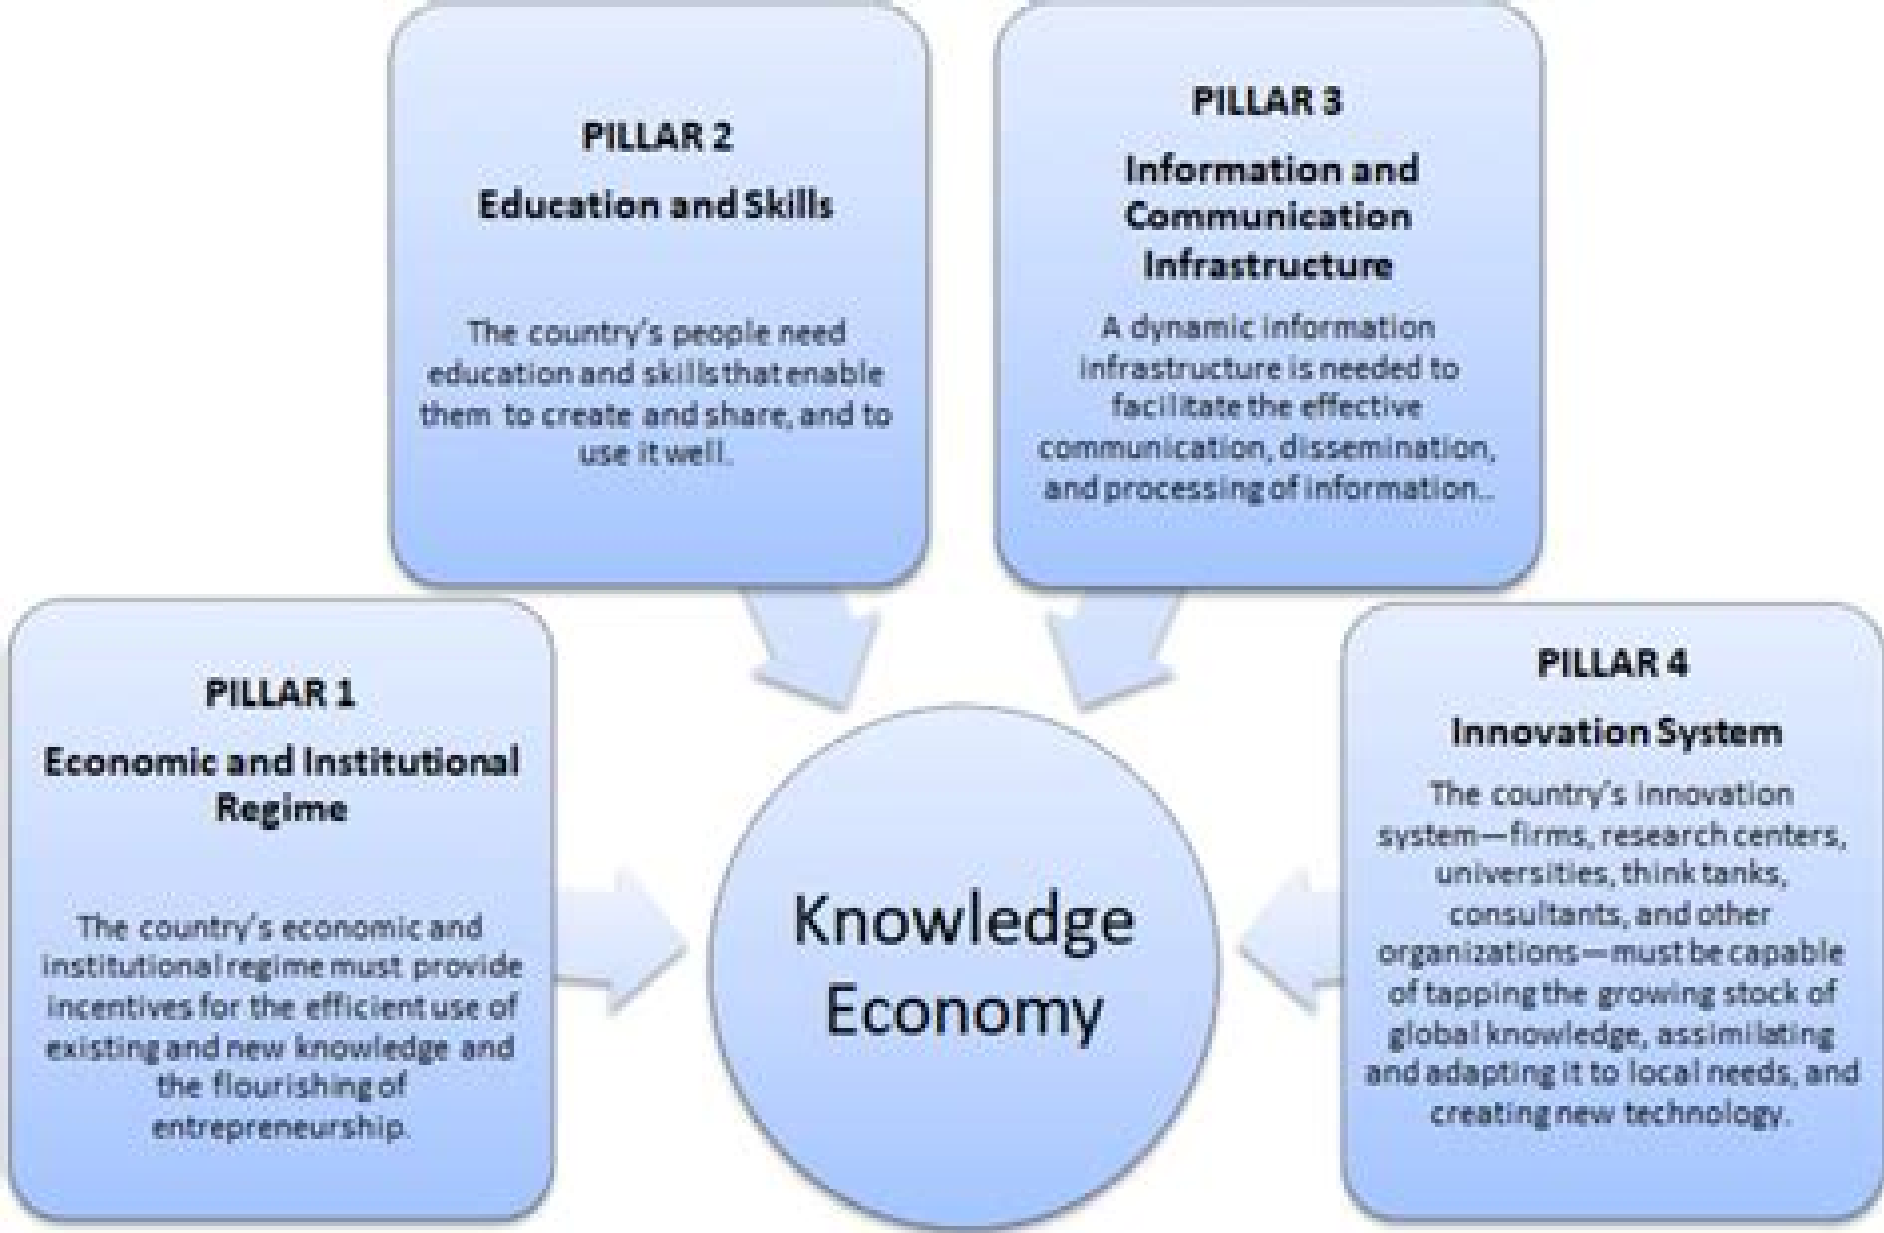 PILLAR 1
Economic and Institutional
Regime
The country's economic and
institutional regime must provide
incentives for the efficient use of
existing and new knowledge and
the flourishing of
entrepreneurship.
PILLAR 2
Education and Skills
The country's people need
education and skills that enable
them to create and share, and to
use it well.
PILLAR 3
Information and
Communication
Infrastructure
A dynamic information
infrastructure is needed to
facilitate the effective
communication, dissemination,
and processing of information..
PILLAR 4
Innovation System
The country's innovation
system—firms, research centers,
universities, think tanks,
consultants, and other
organizations—must be capable
of tapping the growing stock of
global knowledge, assimilating
and adapting it to local needs, and
creating new technology.
Knowledge
Economy